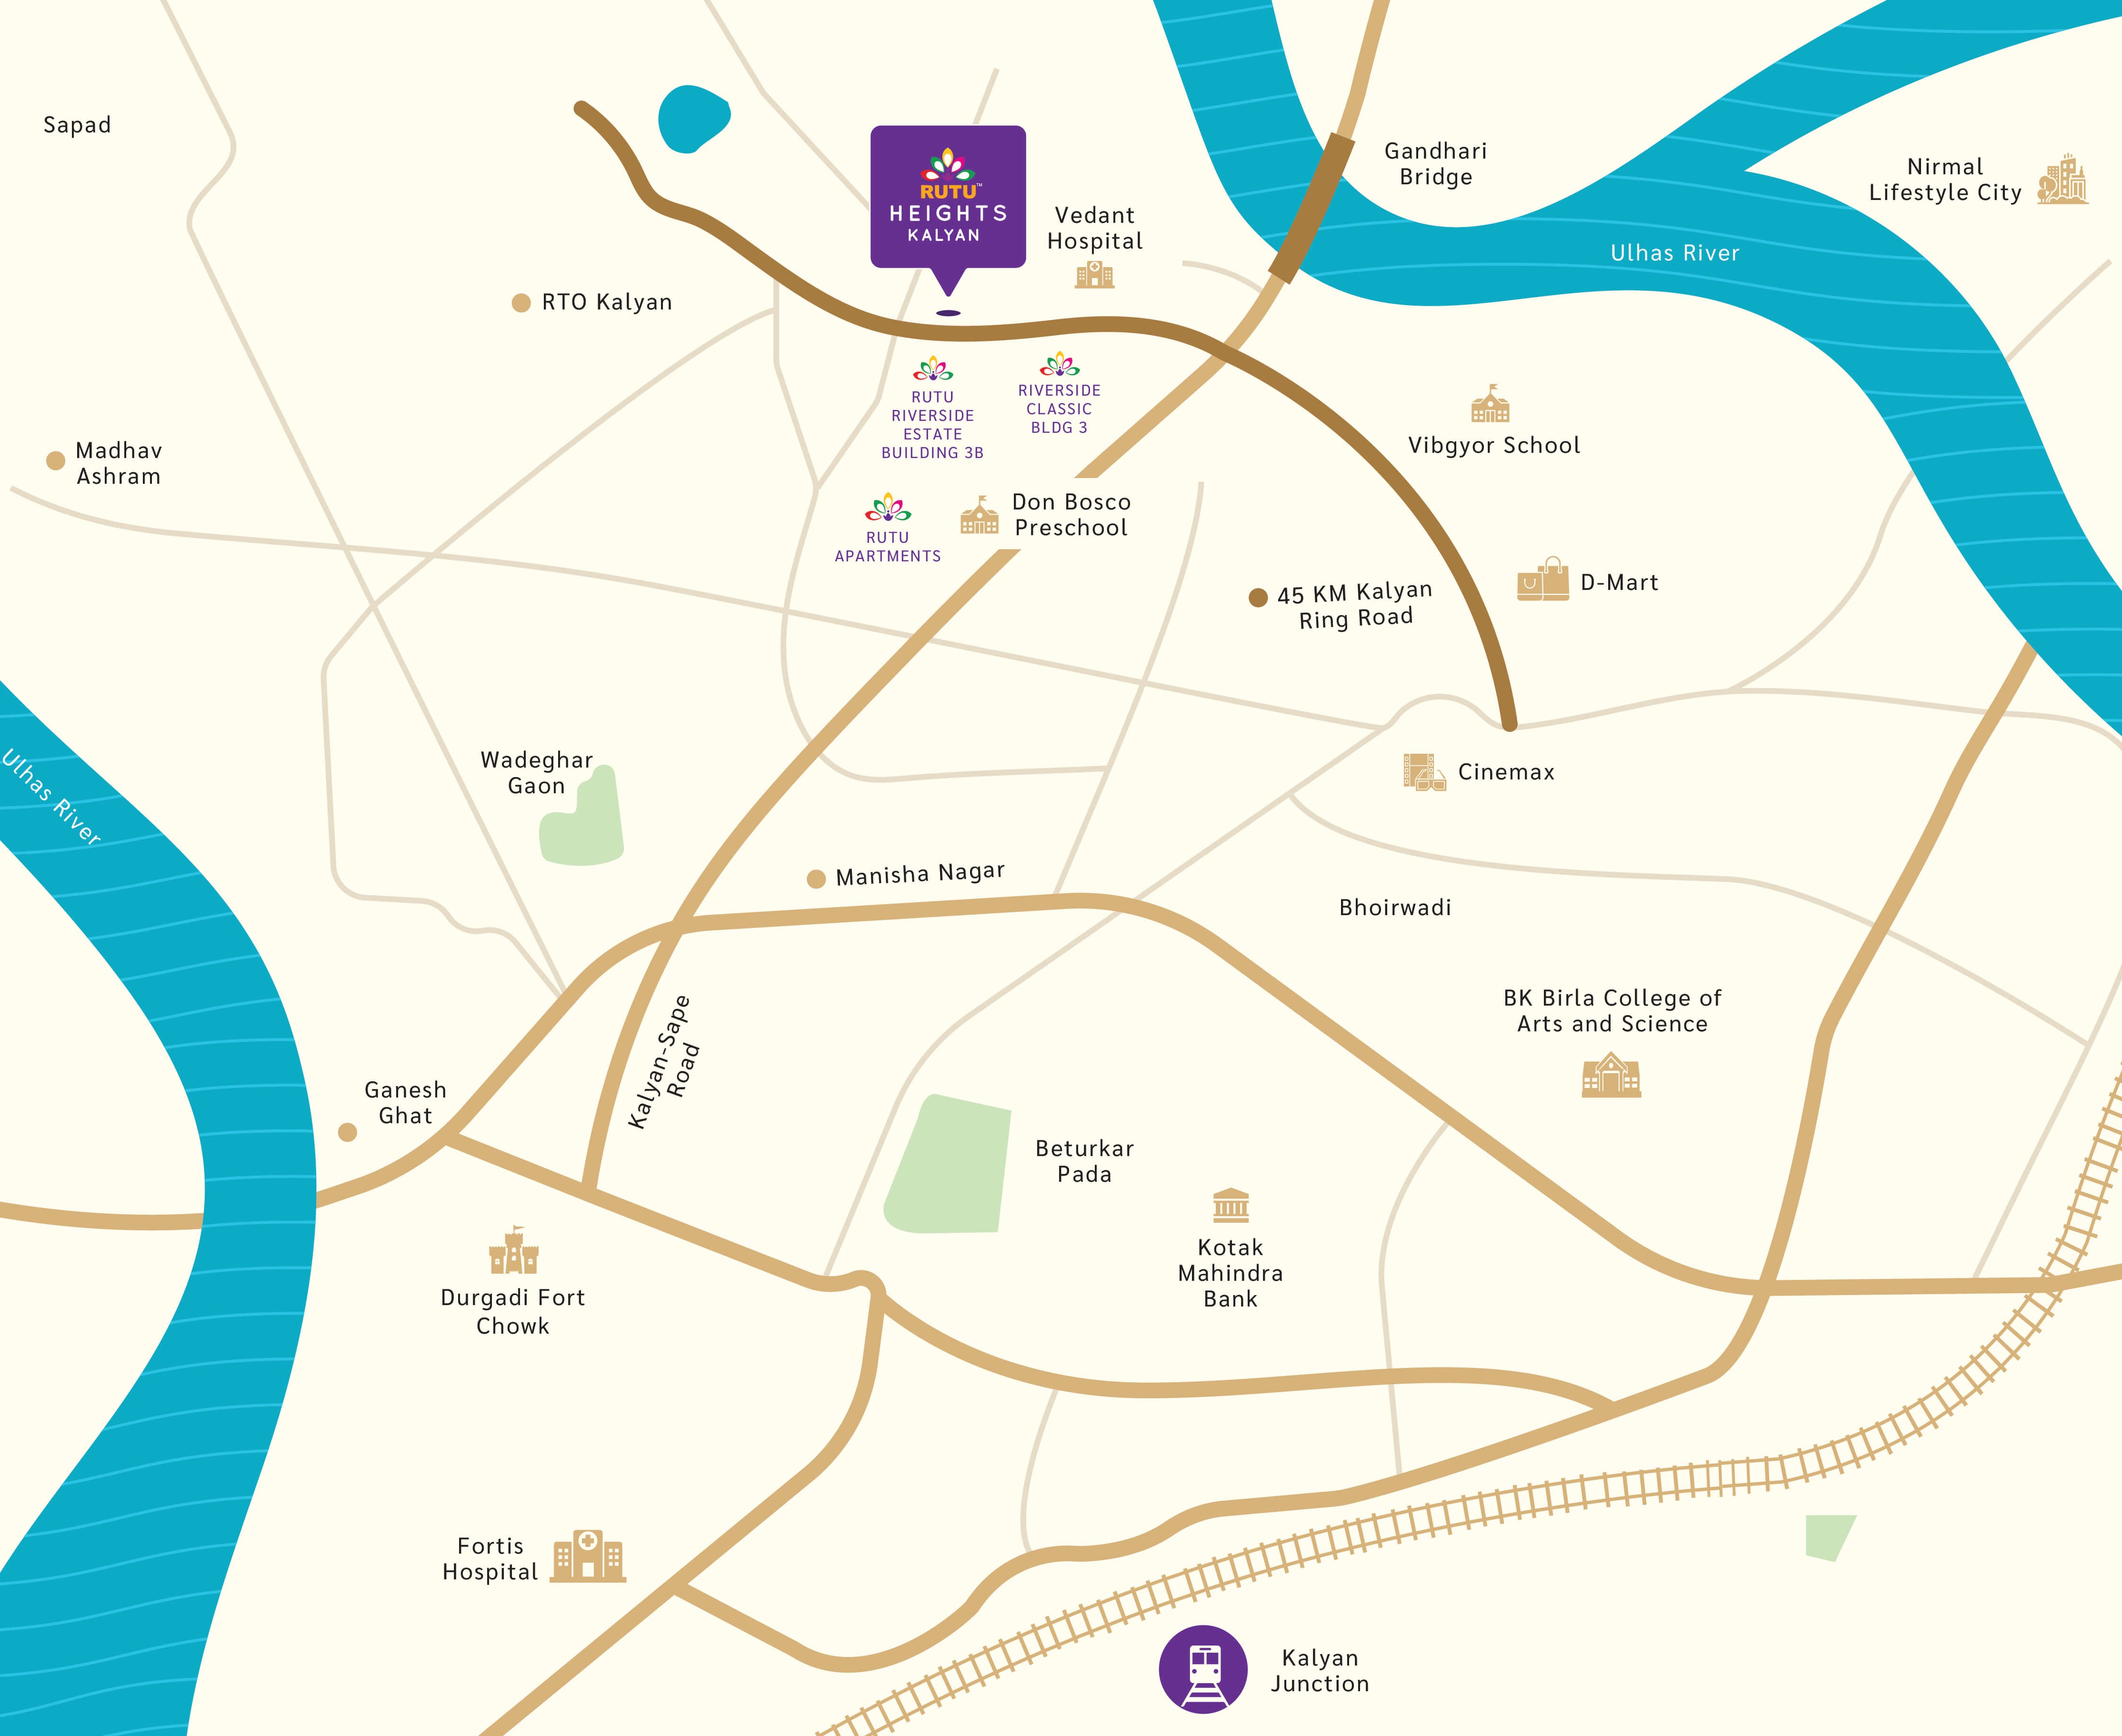 Sapad
RUTU™
HEIGHTS
KALYAN
Vedant
Hospital
Gandhari
Bridge
Nirmal
Lifestyle City
Ulhas River
RTO Kalyan
RUTU
RIVERSIDE
ESTATE
BUILDING 3B
RIVERSIDE
CLASSIC
BLDG 3
Vibgyor School
Madhav
Ashram
RUTU
APARTMENTS
Don Bosco
Preschool
45 KM Kalyan
Ring Road
D-Mart
Ulhas River
Wadeghar
Gaon
Cinemax
Manisha Nagar
Bhoirwadi
BK Birla College of
Arts and Science
Kalyan-Sape
Road
Ganesh
Ghat
Beturkar
Pada
Kotak
Mahindra
Bank
Durgadi Fort
Chowk
Fortis
Hospital
Kalyan
Junction